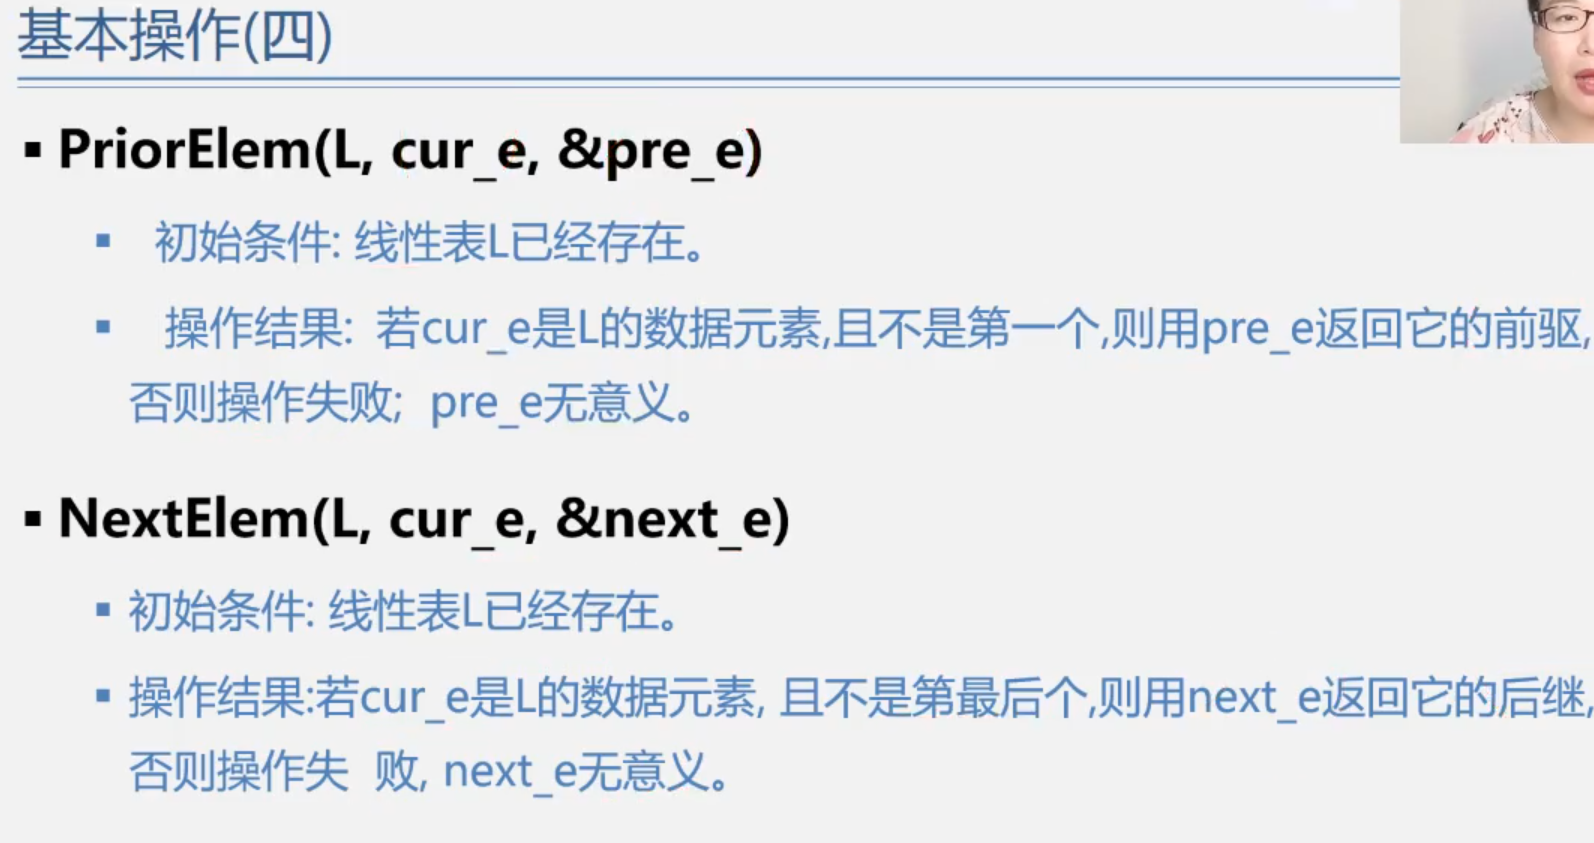 基本操作(四)
▪ PriorElem(L, cur_e, &pre_e)
▪ 初始条件: 线性表L已经存在。
▪ 操作结果: 若cur_e是L的数据元素,且不是第一个,则用pre_e返回它的前驱,
否则操作失败; pre_e无意义。
▪ NextElem(L, cur_e, &next_e)
▪ 初始条件: 线性表L已经存在。
▪ 操作结果:若cur_e是L的数据元素, 且不是第最后个,则用next_e返回它的后继,
否则操作失 败, next_e无意义。